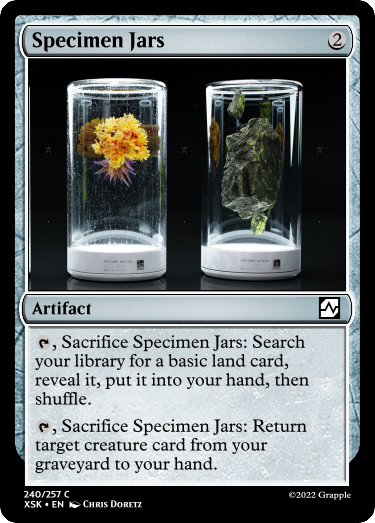 Specimen Jars 2
Artifact
, Sacrifice Specimen Jars: Search
your library for a basic land card,
reveal it, put it into your hand, then
shuffle.
, Sacrifice Specimen Jars: Return
target creature card from your
graveyard to your hand.
240/257 C
XSK • EN Chris Doretz
©2022 Grapple